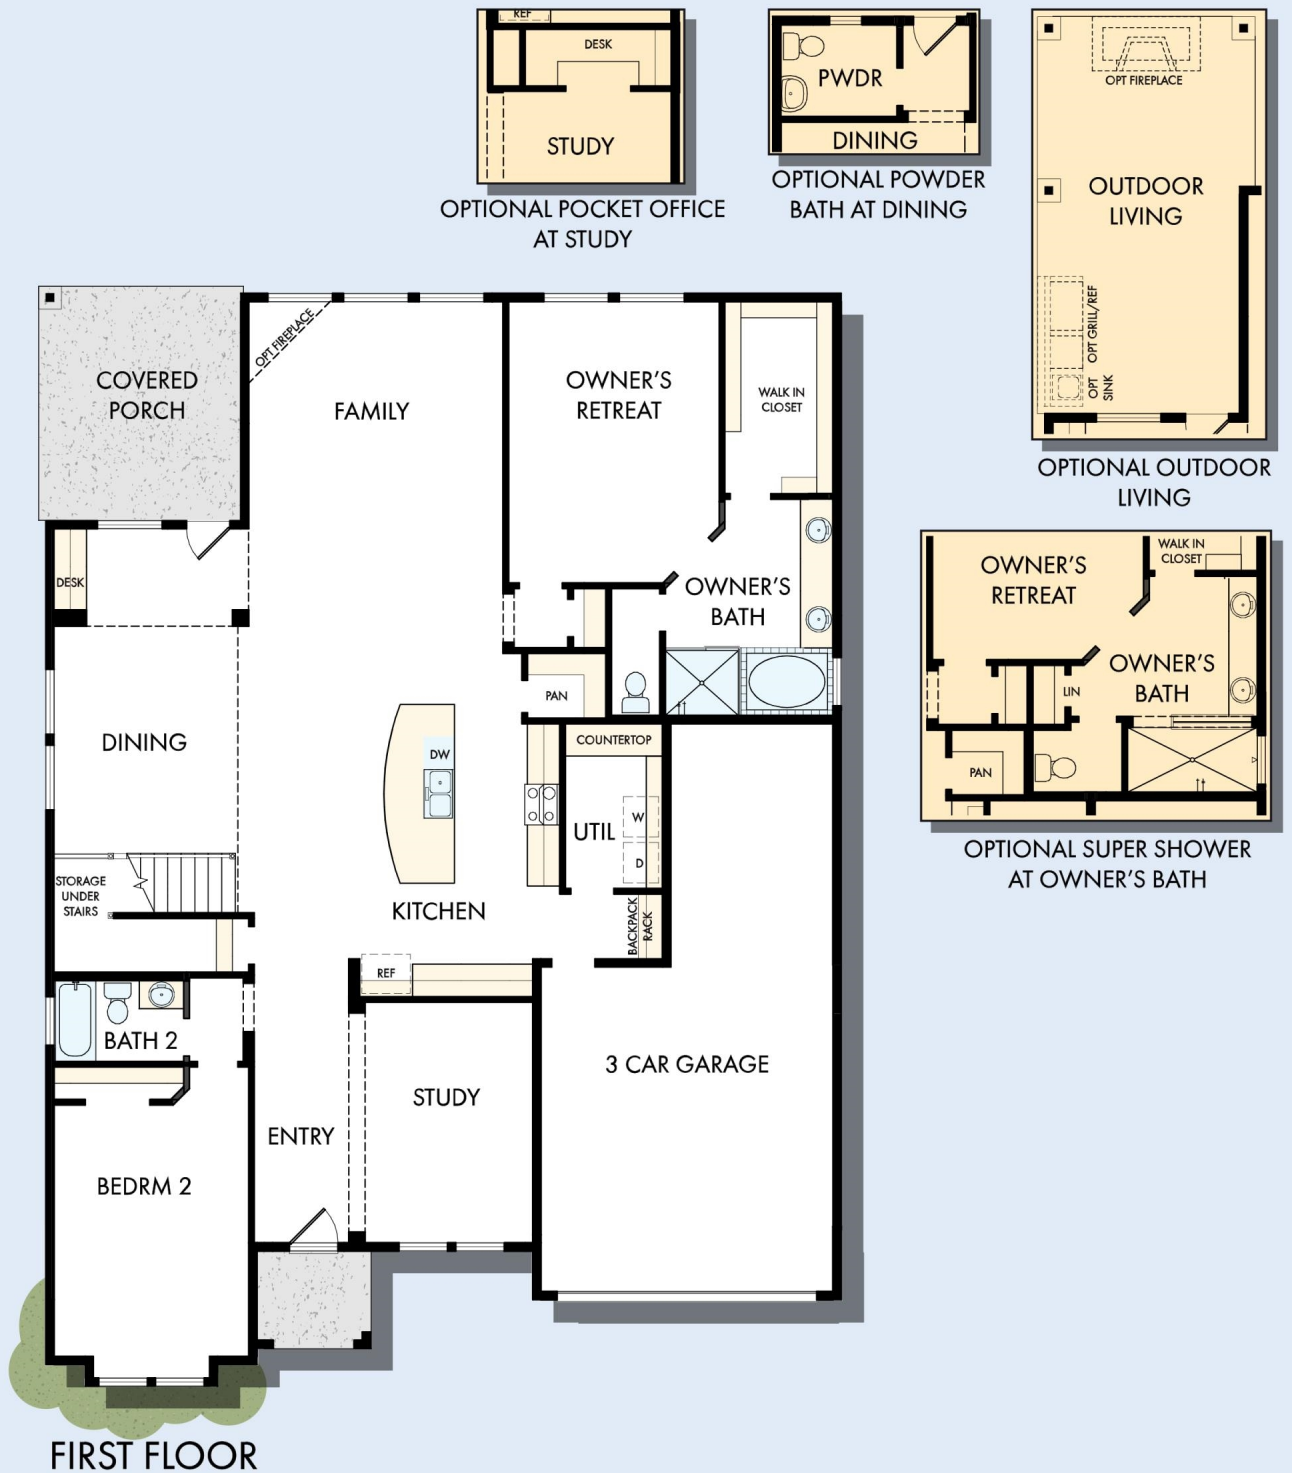 REF
DESK
STUDY
OPTIONAL POCKET OFFICE
AT STUDY
PWDR
DINING
OPTIONAL POWDER
BATH AT DINING
OPT FIREPLACE
OUTDOOR
LIVING
OPT GRILL/REF
OPT
SINK
OPTIONAL OUTDOOR
LIVING
COVERED
PORCH
OPT FIREPLACE
FAMILY
OWNER'S
RETREAT
WALK IN
CLOSET
DESK
OWNER'S
BATH
PAN
DINING
DW
COUNTERTOP
UTIL
W
D
STORAGE
UNDER
STAIRS
KITCHEN
BACKPACK
RACK
REF
BATH 2
3 CAR GARAGE
STUDY
ENTRY
BEDRM 2
OWNER'S
RETREAT
WALK IN
CLOSET
OWNER'S
BATH
LIN
PAN
OPTIONAL SUPER SHOWER
AT OWNER'S BATH
FIRST FLOOR